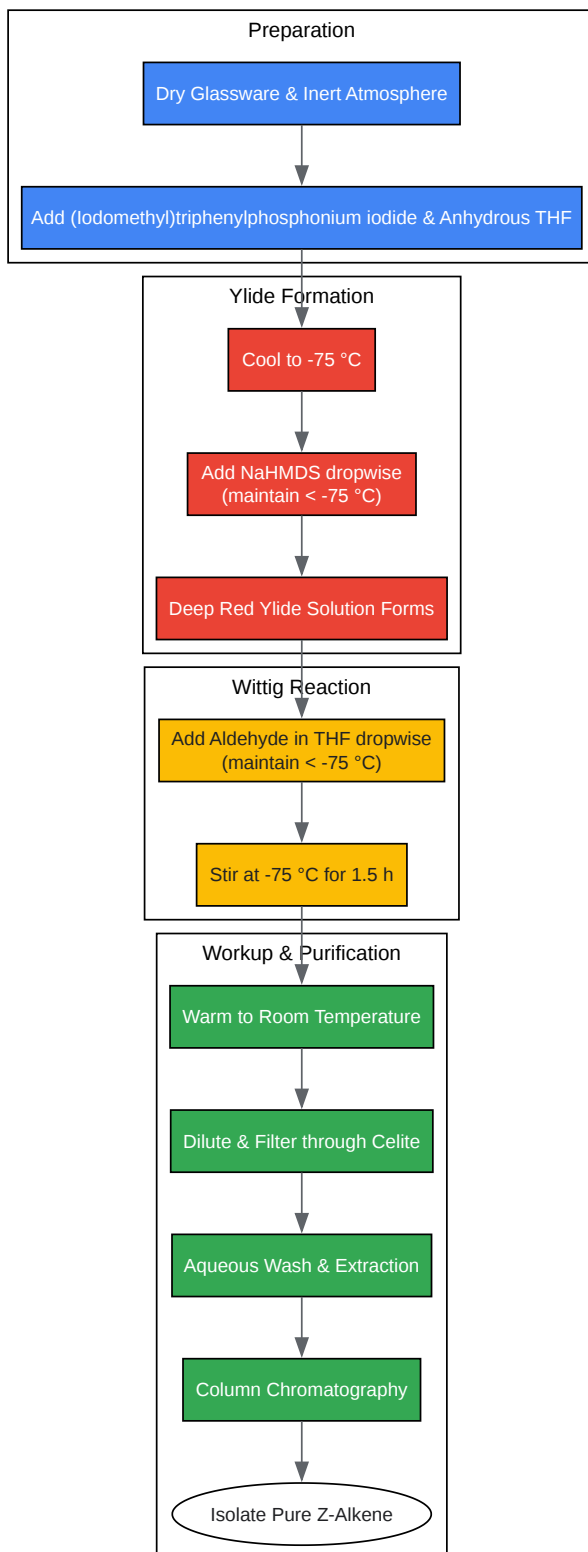 Preparation
Dry Glassware & Inert Atmosphere
Add (Iodomethyl)triphenylphosphonium iodide & Anhydrous THF
Ylide Formation
Cool to -75 °C
Add NaHMDS dropwise
(maintain < -75 °C)
Deep Red Ylide Solution Forms
Wittig Reaction
Add Aldehyde in THF dropwise
(maintain < -75 °C)
Stir at -75 °C for 1.5 h
Workup & Purification
Warm to Room Temperature
Dilute & Filter through Celite
Aqueous Wash & Extraction
Column Chromatography
Isolate Pure Z-Alkene